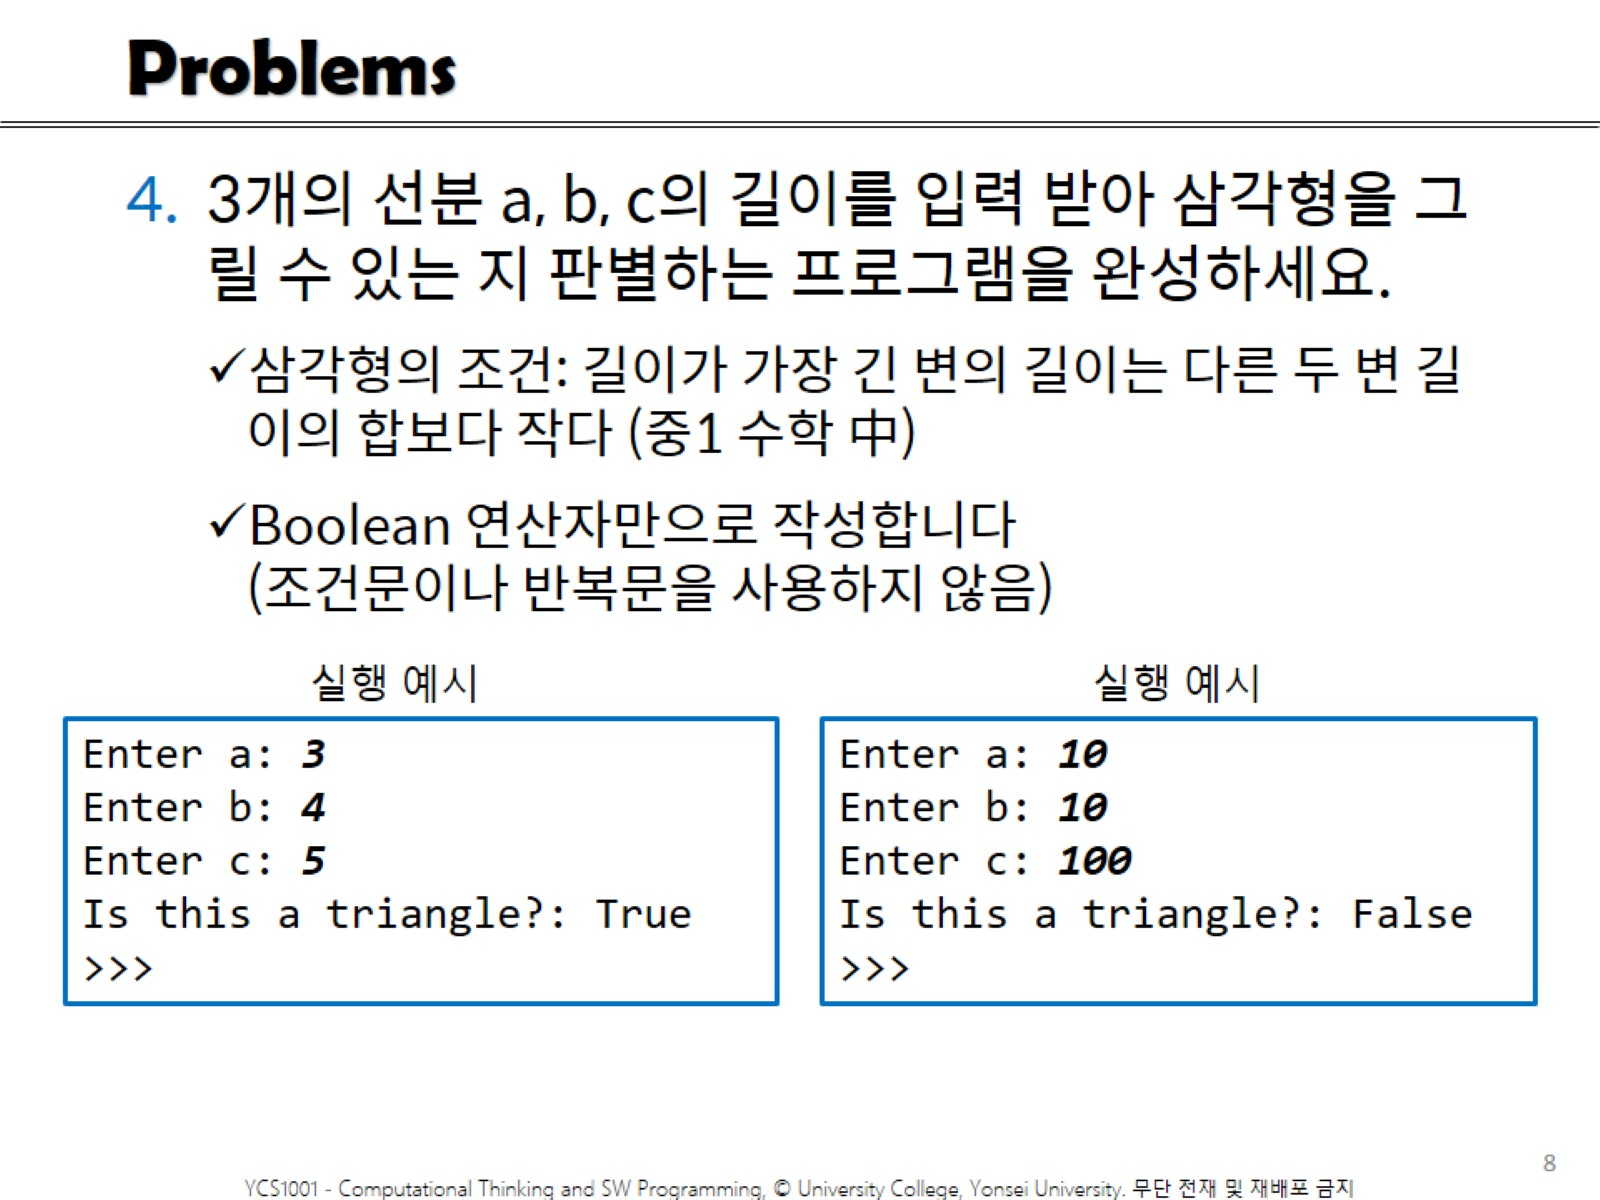 Problems
4. 3개의 선분 a, b, c의 길이를 입력 받아 삼각형을 그
릴 수 있는 지 판별하는 프로그램을 완성하세요.
✓삼각형의 조건: 길이가 가장 긴 변의 길이는 다른 두 변 길
이의 합보다 작다 (중1 수학 中)
✓Boolean 연산자만으로 작성합니다
(조건문이나 반복문을 사용하지 않음)
실행 예시
Enter a: 3
Enter b: 4
Enter c: 5
Is this a triangle?: True
>>>
실행 예시
Enter a: 10
Enter b: 10
Enter c: 100
Is this a triangle?: False
>>>
8
YCS1001 - Computational Thinking and SW Programming, © University College, Yonsei University. 무단 전재 및 재배포 금지